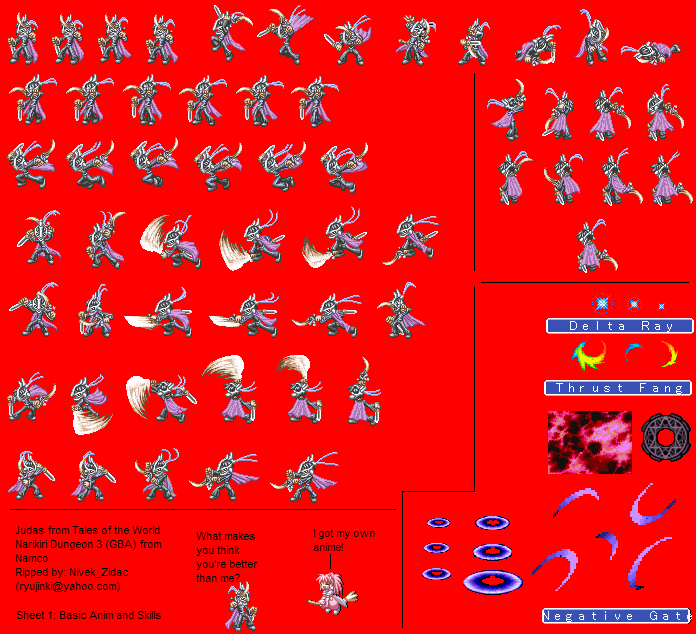 Delta Ray
Thrust Fang
Judas from Tales of the World
Narikiri Dungeon 3 (GBA) from
Namco
Ripped by: Nivek_Zidac
(ryujinki@yahoo.com)
Sheet 1: Basic Anim and Skills
What makes
you think
you're better
than me?
I got my own
anime!
Negative Gate